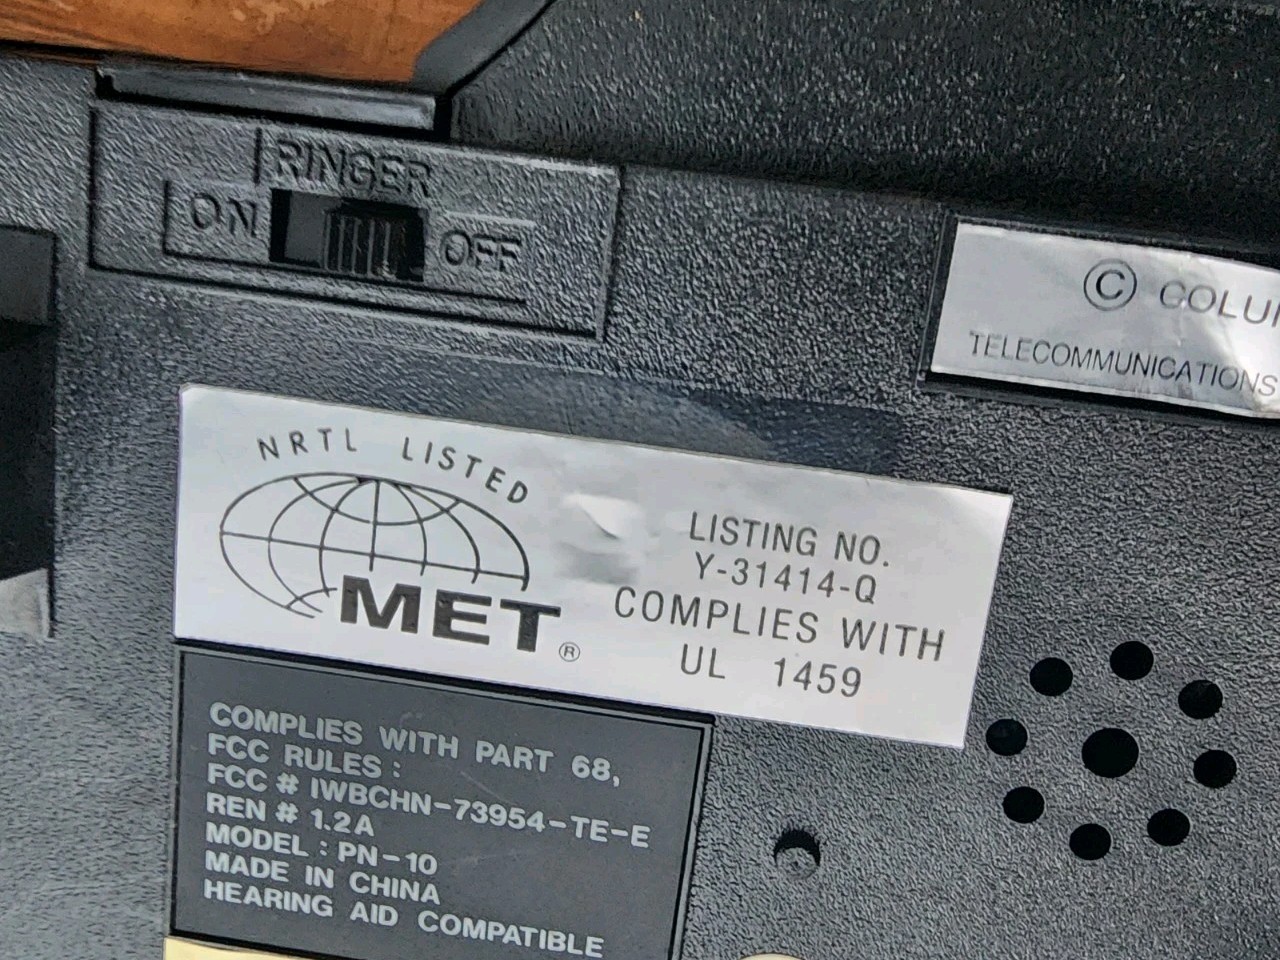 RINGER
ON OFF
© COLU
TELECOMMUNICATIONS
NRTL LISTED
MET ®
LISTING NO.
Y-31414-Q
COMPLIES WITH
UL 1459
COMPLIES WITH PART 68,
FCC RULES :
FCC # IWBCHN-73954-TE-E
REN # 1.2A
MODEL : PN-10
MADE IN CHINA
HEARING AID COMPATIBLE